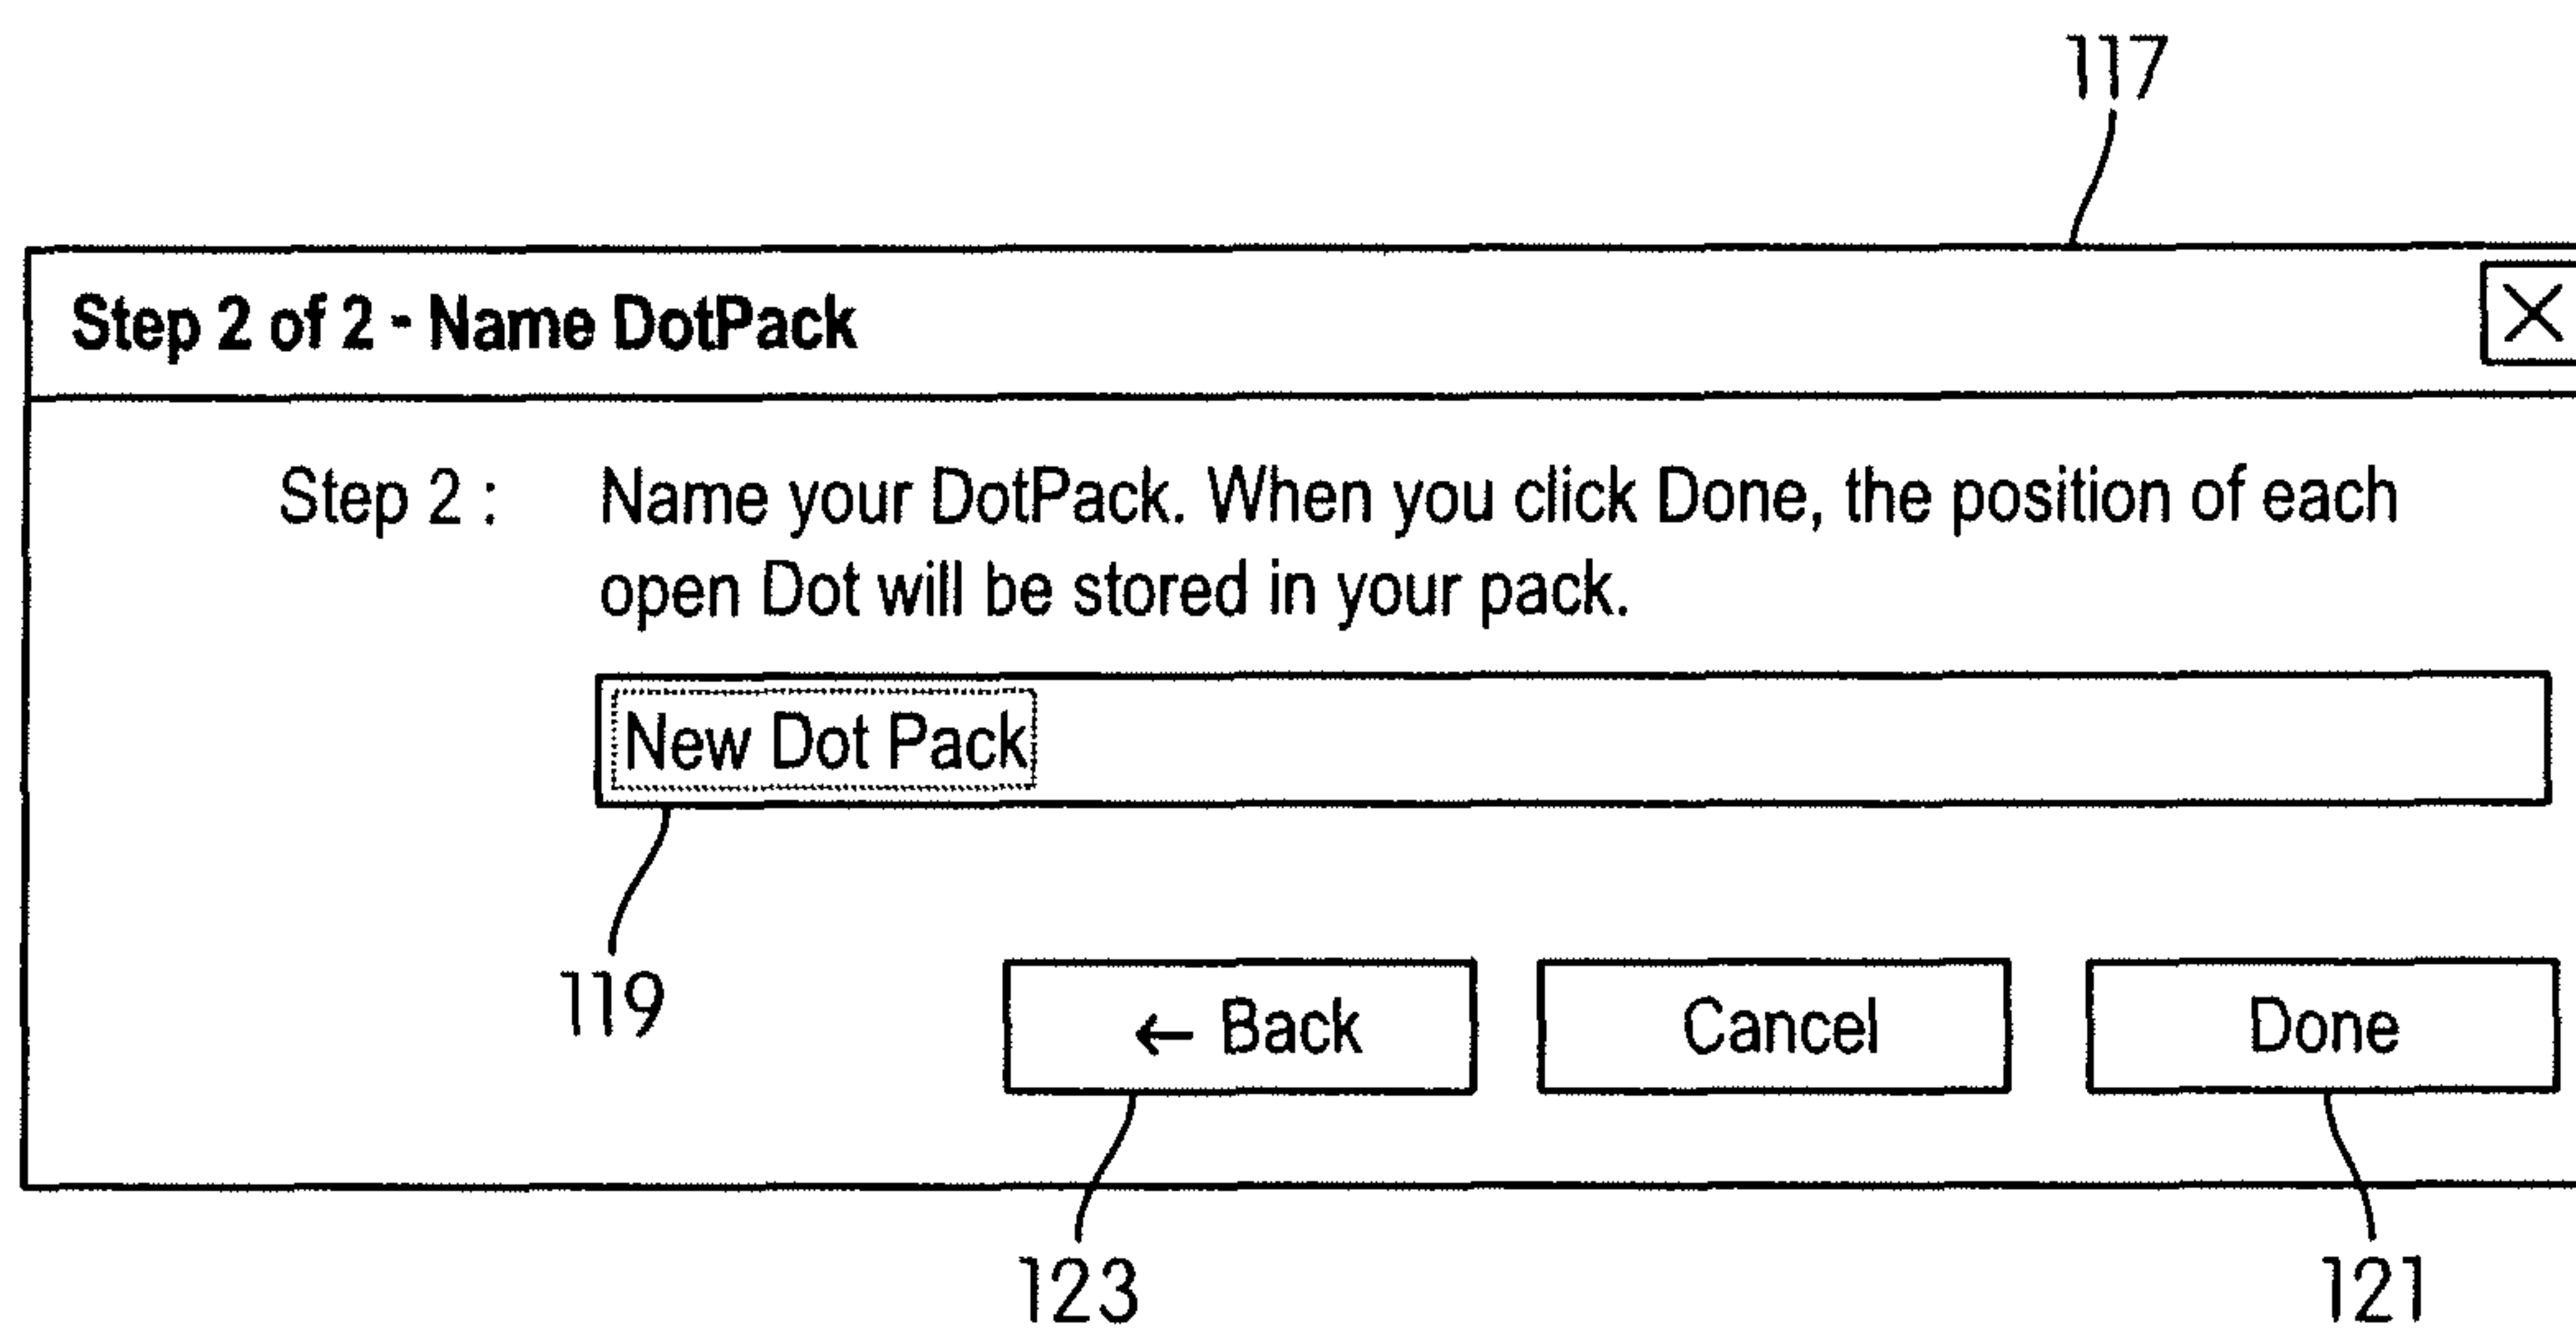 117
Step 2 of 2 - Name DotPack
Step 2 : Name your DotPack. When you click Done, the position of each
open Dot will be stored in your pack.
New Dot Pack
119
← Back Cancel Done
123 121